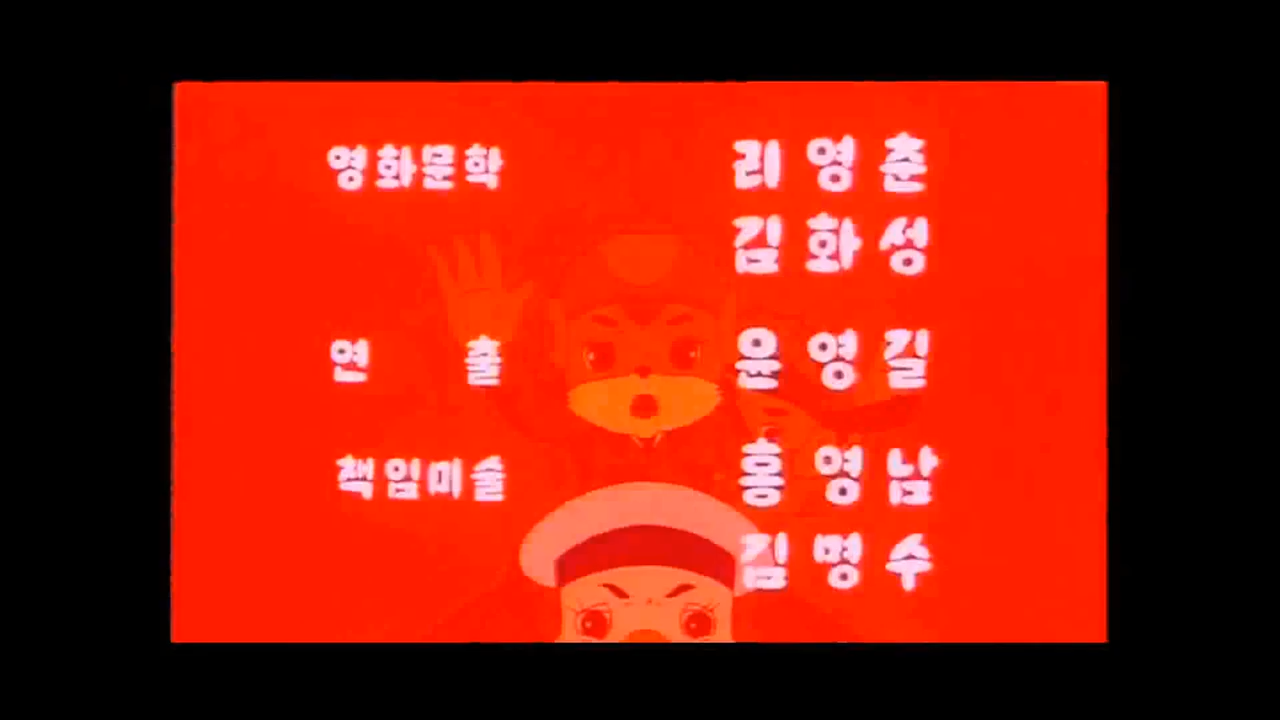 영화문학 리영춘
김화성
연출 윤영길
책임미술 홍영남
김명수